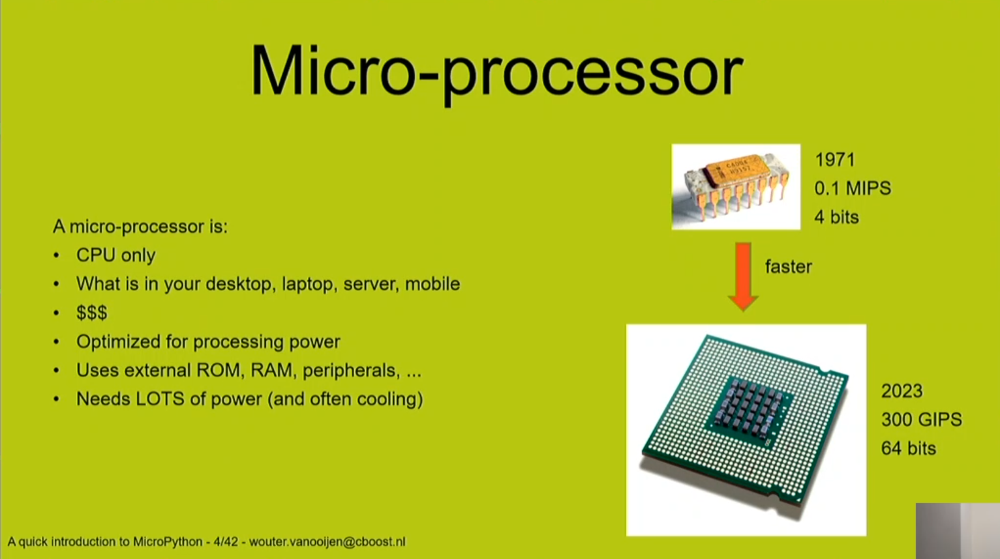 Micro-processor
A micro-processor is:
• CPU only
• What is in your desktop, laptop, server, mobile
• $$$
• Optimized for processing power
• Uses external ROM, RAM, peripherals, ...
• Needs LOTS of power (and often cooling)
C4004
1971
0.1 MIPS
4 bits
faster
2023
300 GIPS
64 bits
A quick introduction to MicroPython - 4/42 - wouter.vanooijen@cboost.nl